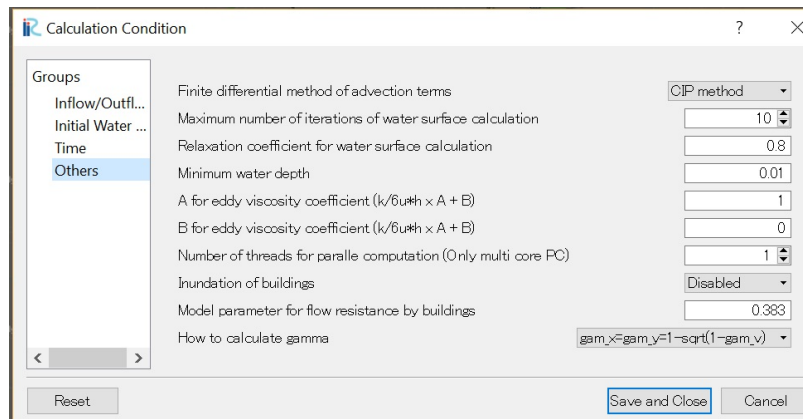 iRiC Calculation Condition
? ×
Groups
Inflow/Outfl...
Initial Water ...
Time
Others
Finite differential method of advection terms CIP method
Maximum number of iterations of water surface calculation 10
Relaxation coefficient for water surface calculation 0.8
Minimum water depth 0.01
A for eddy viscosity coefficient (k/6u*h x A + B) 1
B for eddy viscosity coefficient (k/6u*h x A + B) 0
Number of threads for paralle computation (Only multi core PC) 1
Inundation of buildings Disabled
Model parameter for flow resistance by buildings 0.383
How to calculate gamma gam_x=gam_y=1-sqrt(1-gam_v)
Reset Save and Close Cancel